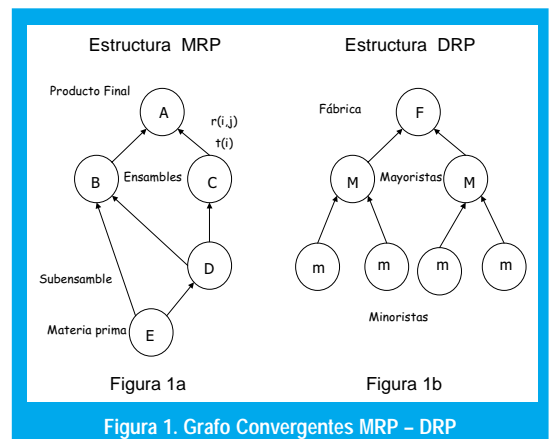 Estructura MRP
Estructura DRP
Producto Final
A
r(i,j)
t(i)
B
Ensambles
C
D
Subensamble
Materia prima
E
Figura 1a
Fábrica
F
M
Mayoristas
M
m
m
m
m
Minoristas
Figura 1b
Figura 1. Grafo Convergentes MRP – DRP